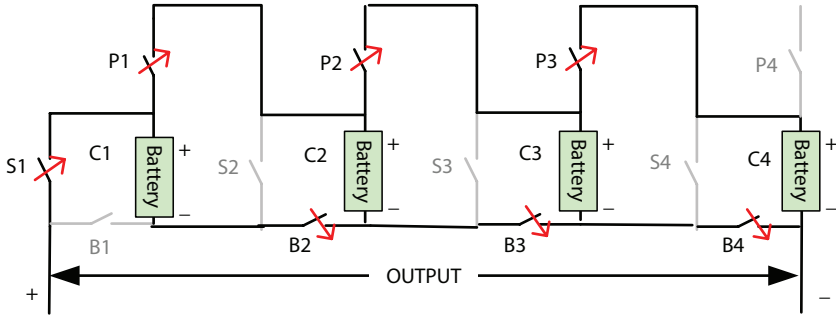 P1
P2
P3
P4
S1
C1
Battery
+
−
S2
C2
Battery
+
−
S3
C3
Battery
+
−
S4
C4
Battery
+
−
B1
B2
B3
B4
OUTPUT
+
−